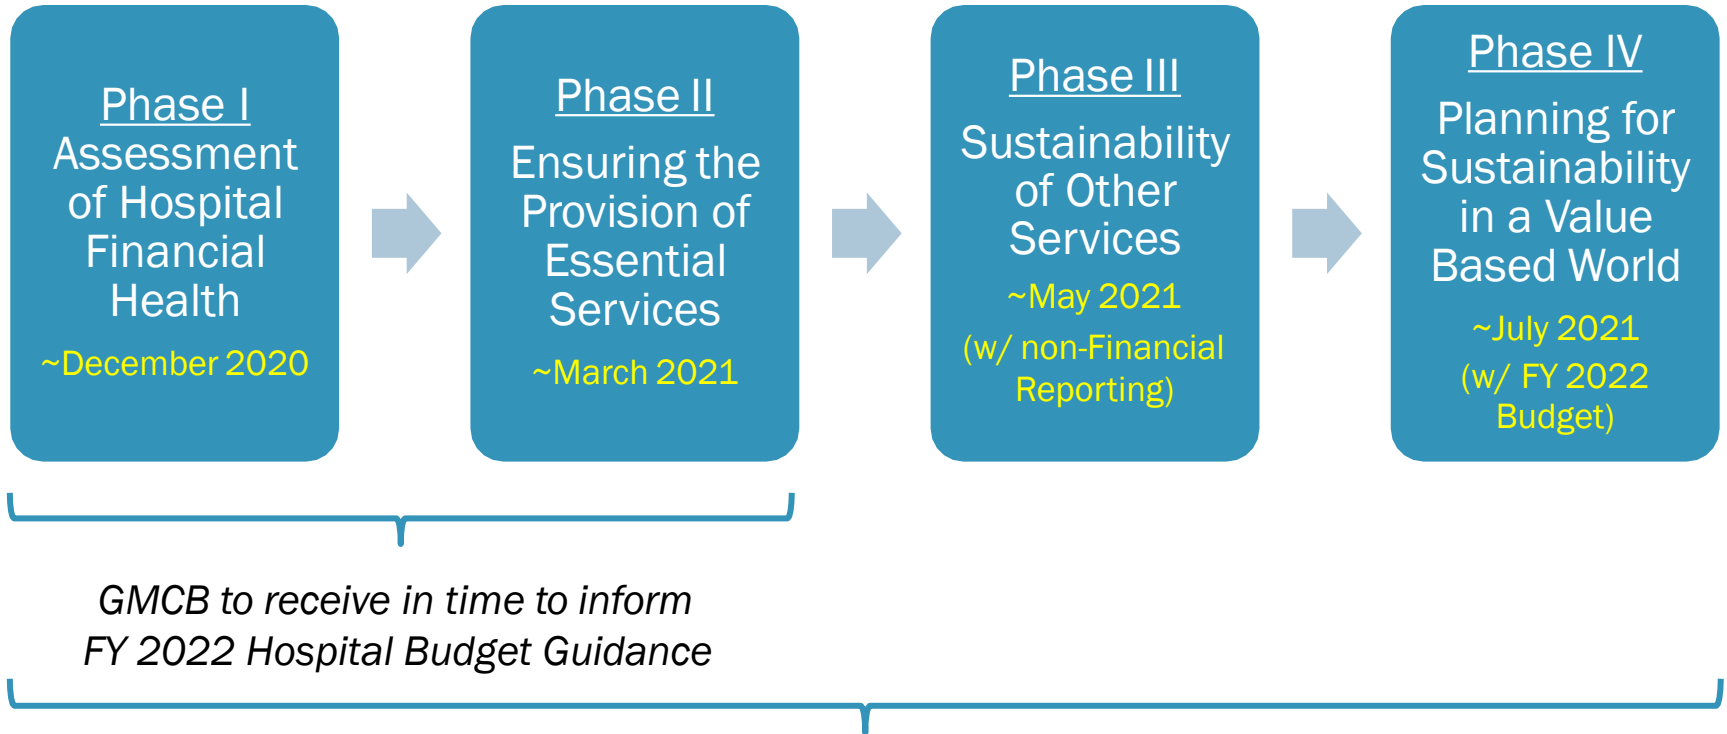 Phase I
Assessment
of Hospital
Financial
Health
~December 2020
Phase II
Ensuring the
Provision of
Essential
Services
~March 2021
Phase III
Sustainability
of Other
Services
~May 2021
(w/ non-Financial
Reporting)
Phase IV
Planning for
Sustainability
in a Value
Based World
~July 2021
(w/ FY 2022
Budget)
GMCB to receive in time to inform
FY 2022 Hospital Budget Guidance